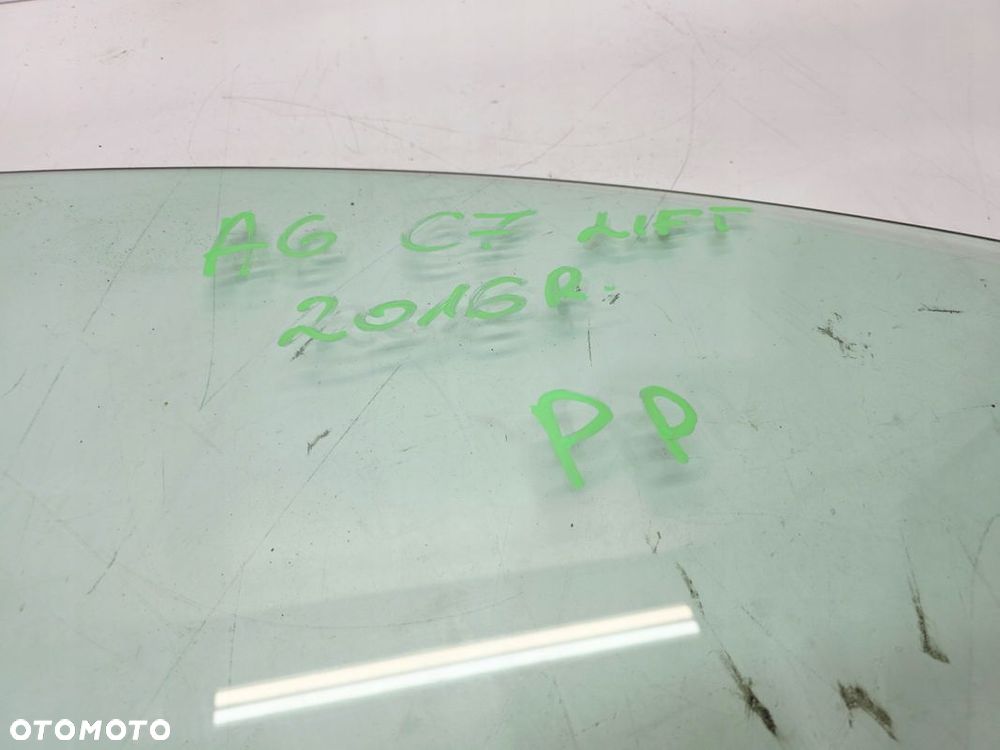 A6 C7 LIFT
2016R.
PP
OTOMOTO